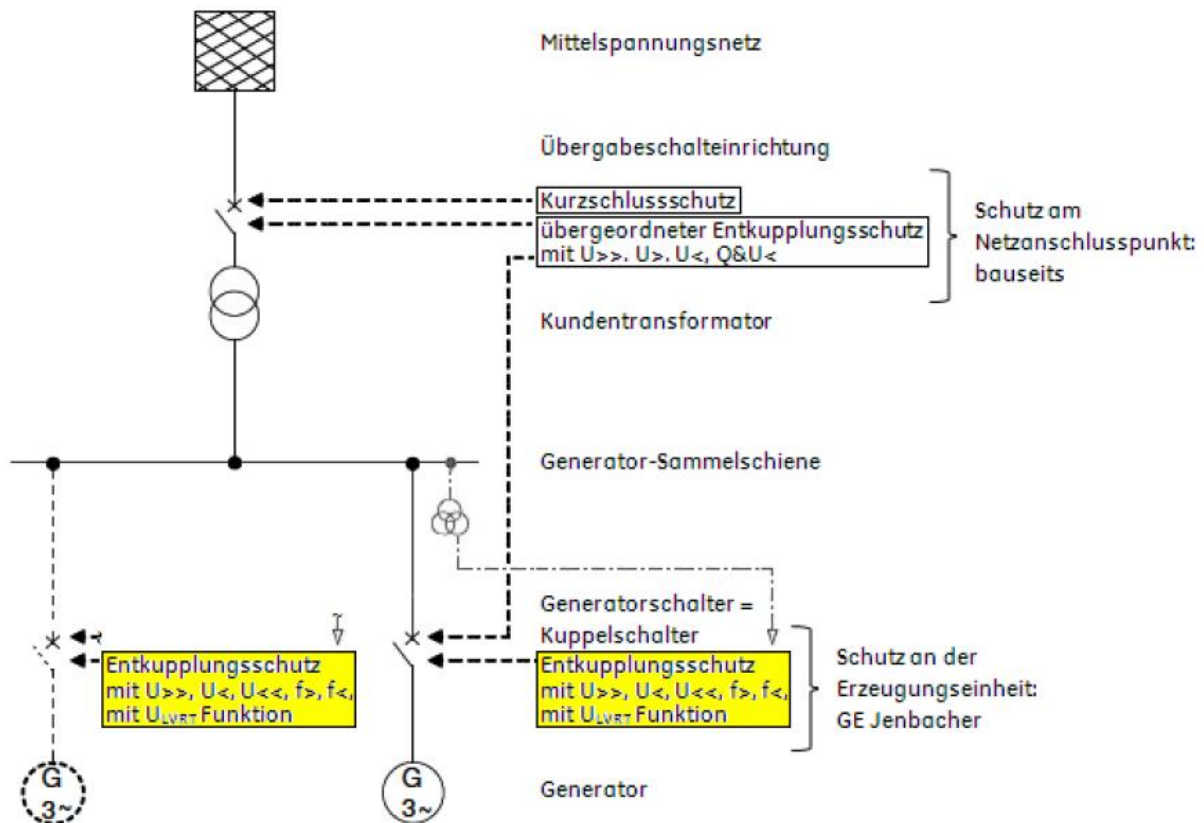 Mittelspannungsnetz
Übergabeschalteinrichtung
Kurzschlussschutz
übergeordneter Entkupplungsschutz
mit U>>. U>. U<, Q&U<
Schutz am
Netzanschlusspunkt:
bauseits
Kundentransformator
Generator-Sammelschiene
Generatorschalter =
Kuppelschalter
Entkupplungsschutz
mit U>>, U<, U<<, f>, f<,
mit ULVRT Funktion
Entkupplungsschutz
mit U>>, U<, U<<, f>, f<,
mit ULVRT Funktion
Schutz an der
Erzeugungseinheit:
GE Jenbacher
G
3~
G
3~
Generator